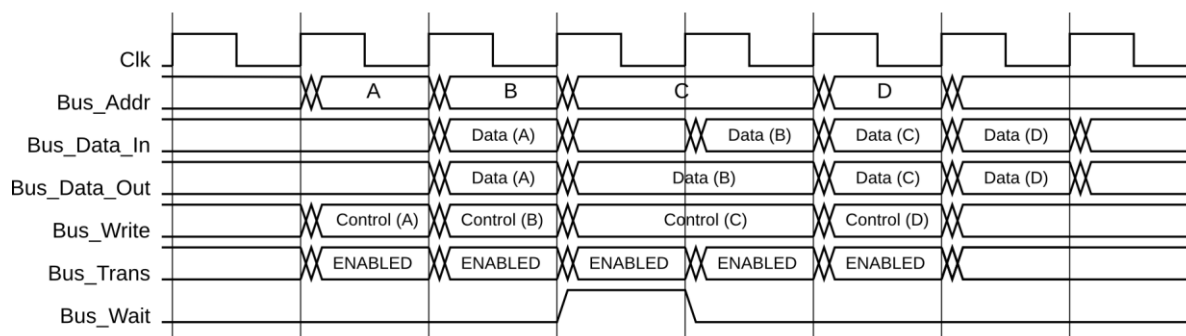 Clk
Bus_Addr A B C D
Bus_Data_In Data (A) Data (B) Data (C) Data (D)
Bus_Data_Out Data (A) Data (B) Data (C) Data (D)
Bus_Write Control (A) Control (B) Control (C) Control (D)
Bus_Trans ENABLED ENABLED ENABLED ENABLED ENABLED
Bus_Wait